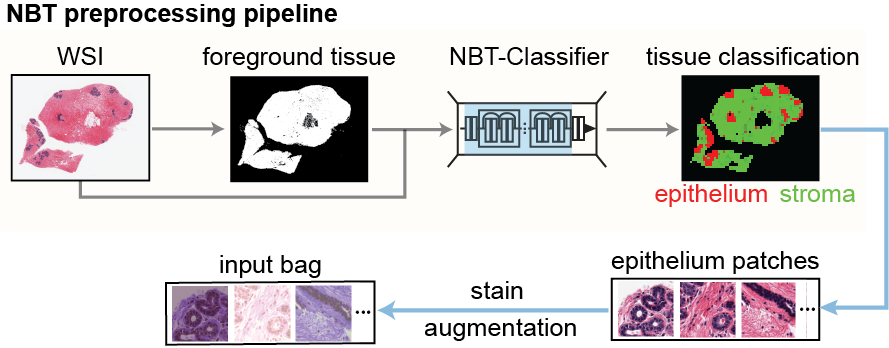 NBT preprocessing pipeline
WSI
foreground tissue
NBT-Classifier
tissue classification
epithelium stroma
epithelium patches
...
stain
augmentation
input bag
...